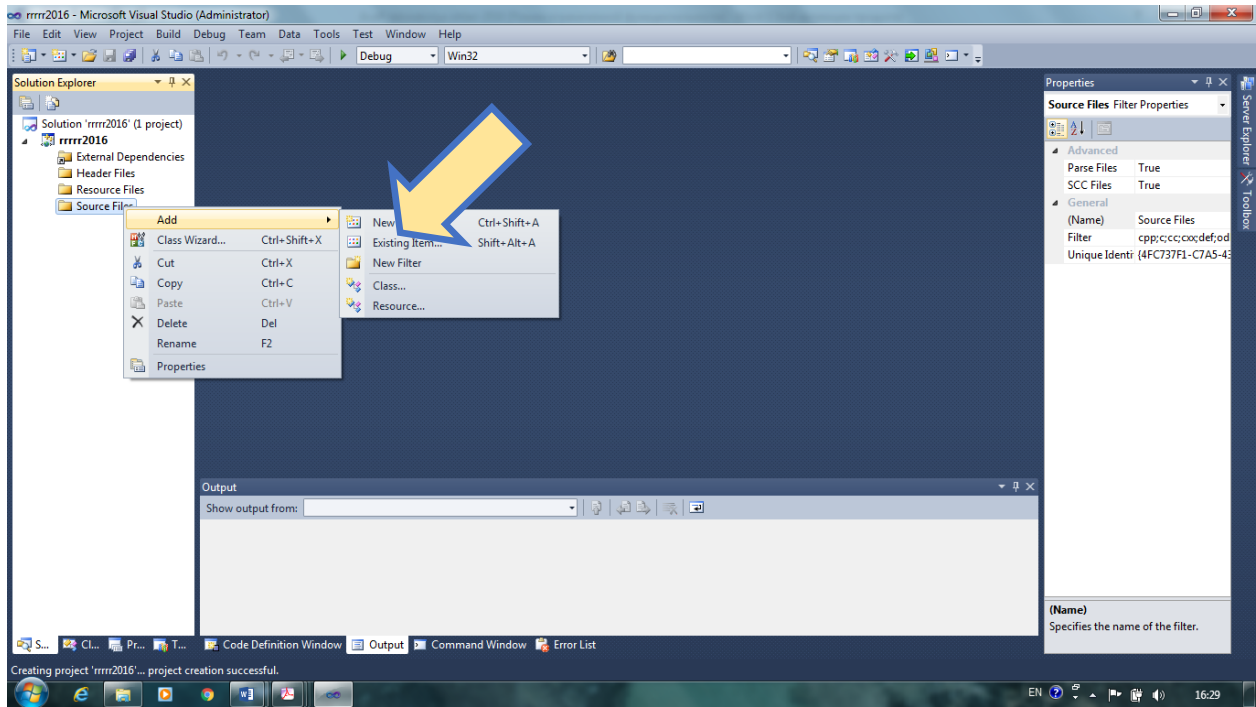 rrrrr2016 - Microsoft Visual Studio (Administrator)
File Edit View Project Build Debug Team Data Tools Test Window Help
Debug Win32
Solution Explorer
Solution 'rrrrr2016' (1 project)
rrrrr2016
External Dependencies
Header Files
Resource Files
Source Files
Add
Class Wizard... Ctrl+Shift+X
Cut Ctrl+X
Copy Ctrl+C
Paste Ctrl+V
Delete Del
Rename F2
Properties
New Ctrl+Shift+A
Existing Item... Shift+Alt+A
New Filter
Class...
Resource...
Properties
Source Files Filter Properties
Advanced
Parse Files True
SCC Files True
General
(Name) Source Files
Filter cpp;c;cc;cxx;def;od
Unique Identi {4FC737F1-C7A5-43
(Name)
Specifies the name of the filter.
Server Explorer
Toolbox
Output
Show output from:
S... Cl... Pr... T... Code Definition Window Output Command Window Error List
Creating project 'rrrrr2016'... project creation successful.
EN 16:29